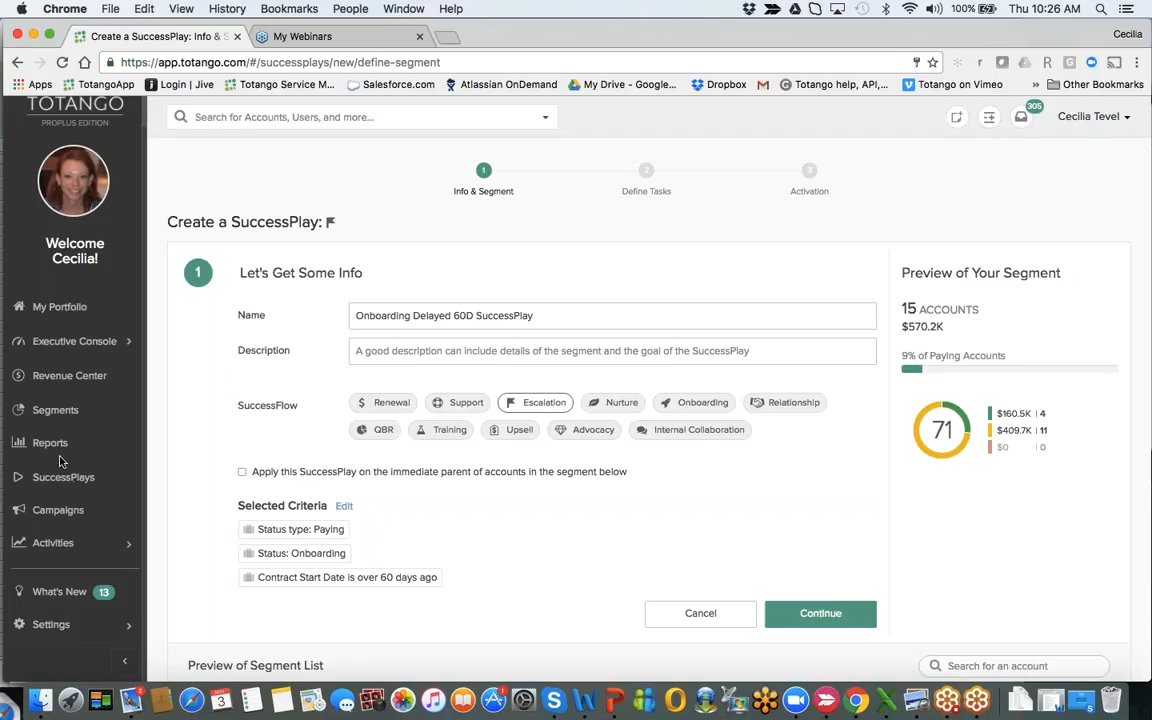 Chrome File Edit View History Bookmarks People Window Help 100% Thu 10:26 AM
Create a SuccessPlay: Info & S My Webinars Cecilia
https://app.totango.com/#/successplays/new/define-segment
Apps TotangoApp Login | Jive Totango Service M... Salesforce.com Atlassian OnDemand My Drive - Google... Dropbox Totango help, API,... Totango on Vimeo » Other Bookmarks
TOTANGO
PROPLUS EDITION
Search for Accounts, Users, and more...
305
Cecilia Tevel
Welcome
Cecilia!
My Portfolio
Executive Console
Revenue Center
Segments
Reports
SuccessPlays
Campaigns
Activities
What's New 13
Settings
1 2 3
Info & Segment Define Tasks Activation
Create a SuccessPlay:
1 Let's Get Some Info
Name Onboarding Delayed 60D SuccessPlay
Description A good description can include details of the segment and the goal of the SuccessPlay
SuccessFlow Renewal Support Escalation Nurture Onboarding Relationship
QBR Training Upsell Advocacy Internal Collaboration
Apply this SuccessPlay on the immediate parent of accounts in the segment below
Selected Criteria Edit
Status type: Paying
Status: Onboarding
Contract Start Date is over 60 days ago
Cancel Continue
Preview of Your Segment
15 ACCOUNTS
$570.2K
9% of Paying Accounts
71
$160.5K | 4
$409.7K | 11
$0 | 0
Preview of Segment List Search for an account